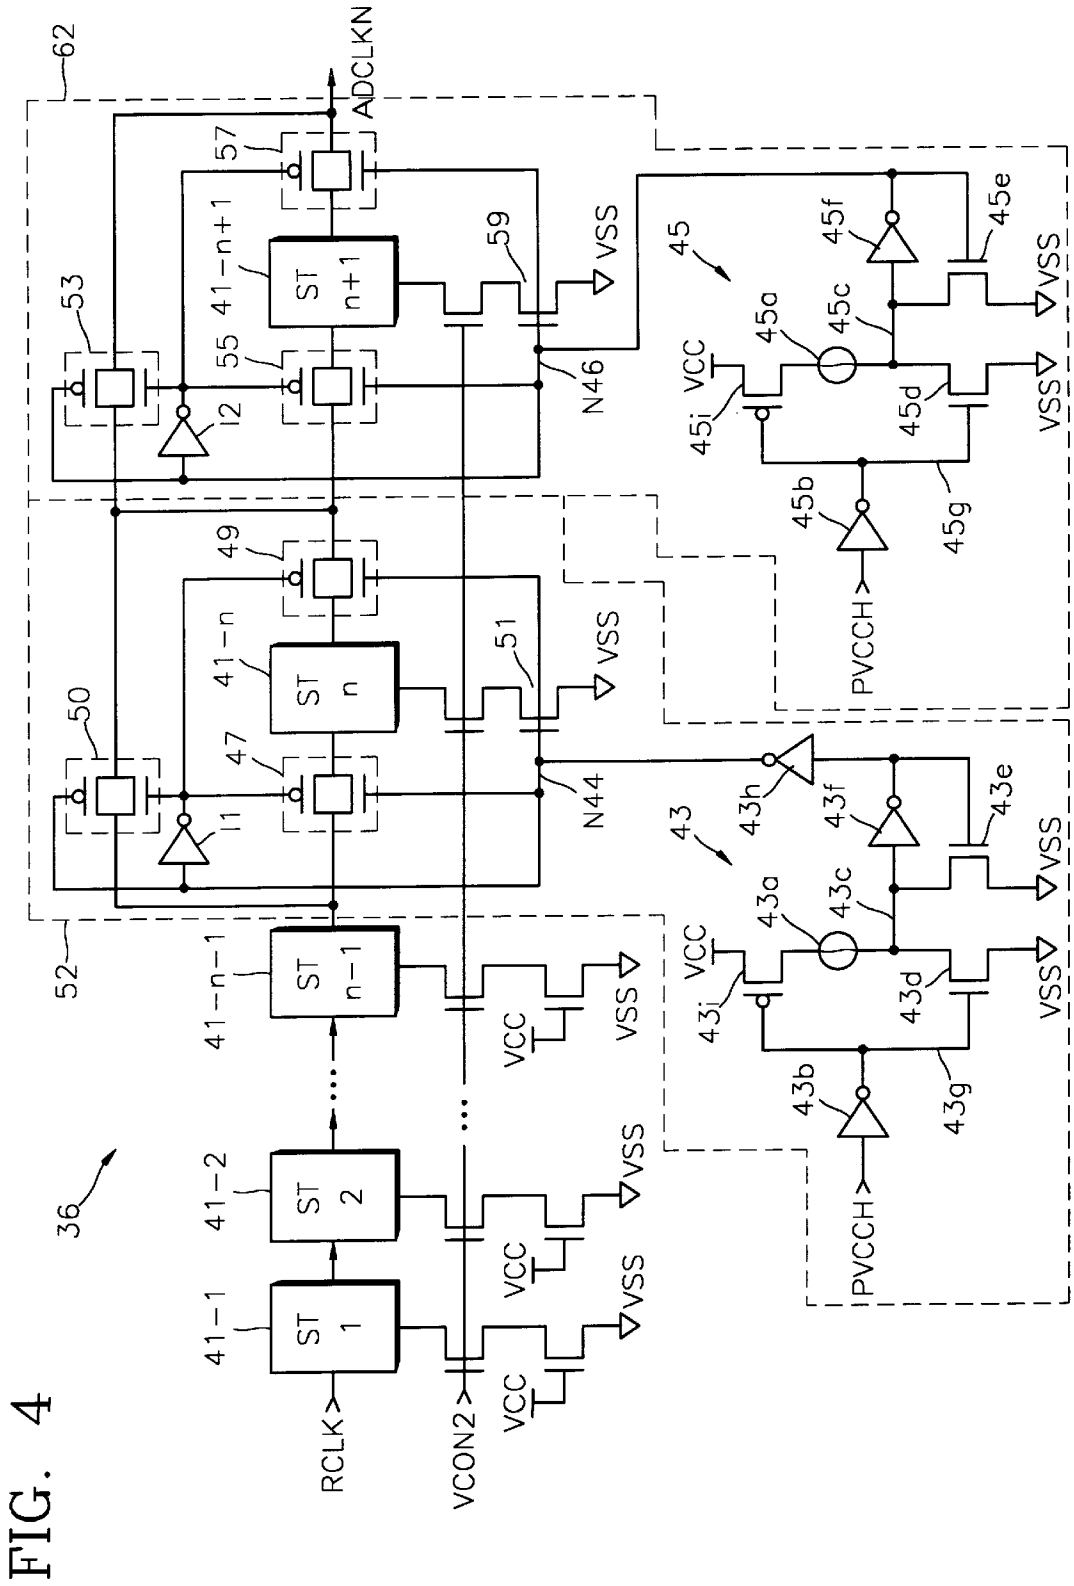 FIG. 4
36
52
62
50
53
I1
I2
41-1
41-2
41-n-1
47
41-n
49
55
41-n+1
57
RCLK
ST
1
ST
2
ST
n-1
ST
n
ST
n+1
ADCLKN
VCON2
VCC
VSS
VCC
VSS
VCC
VSS
N44
51
VSS
N46
59
VSS
43
43i
VCC
43a
43h
43b
43c
43f
PVCCH
43g
43d
43e
VSS
VSS
45
45i
VCC
45a
45b
45c
45f
PVCCH
45g
45d
45e
VSS
VSS